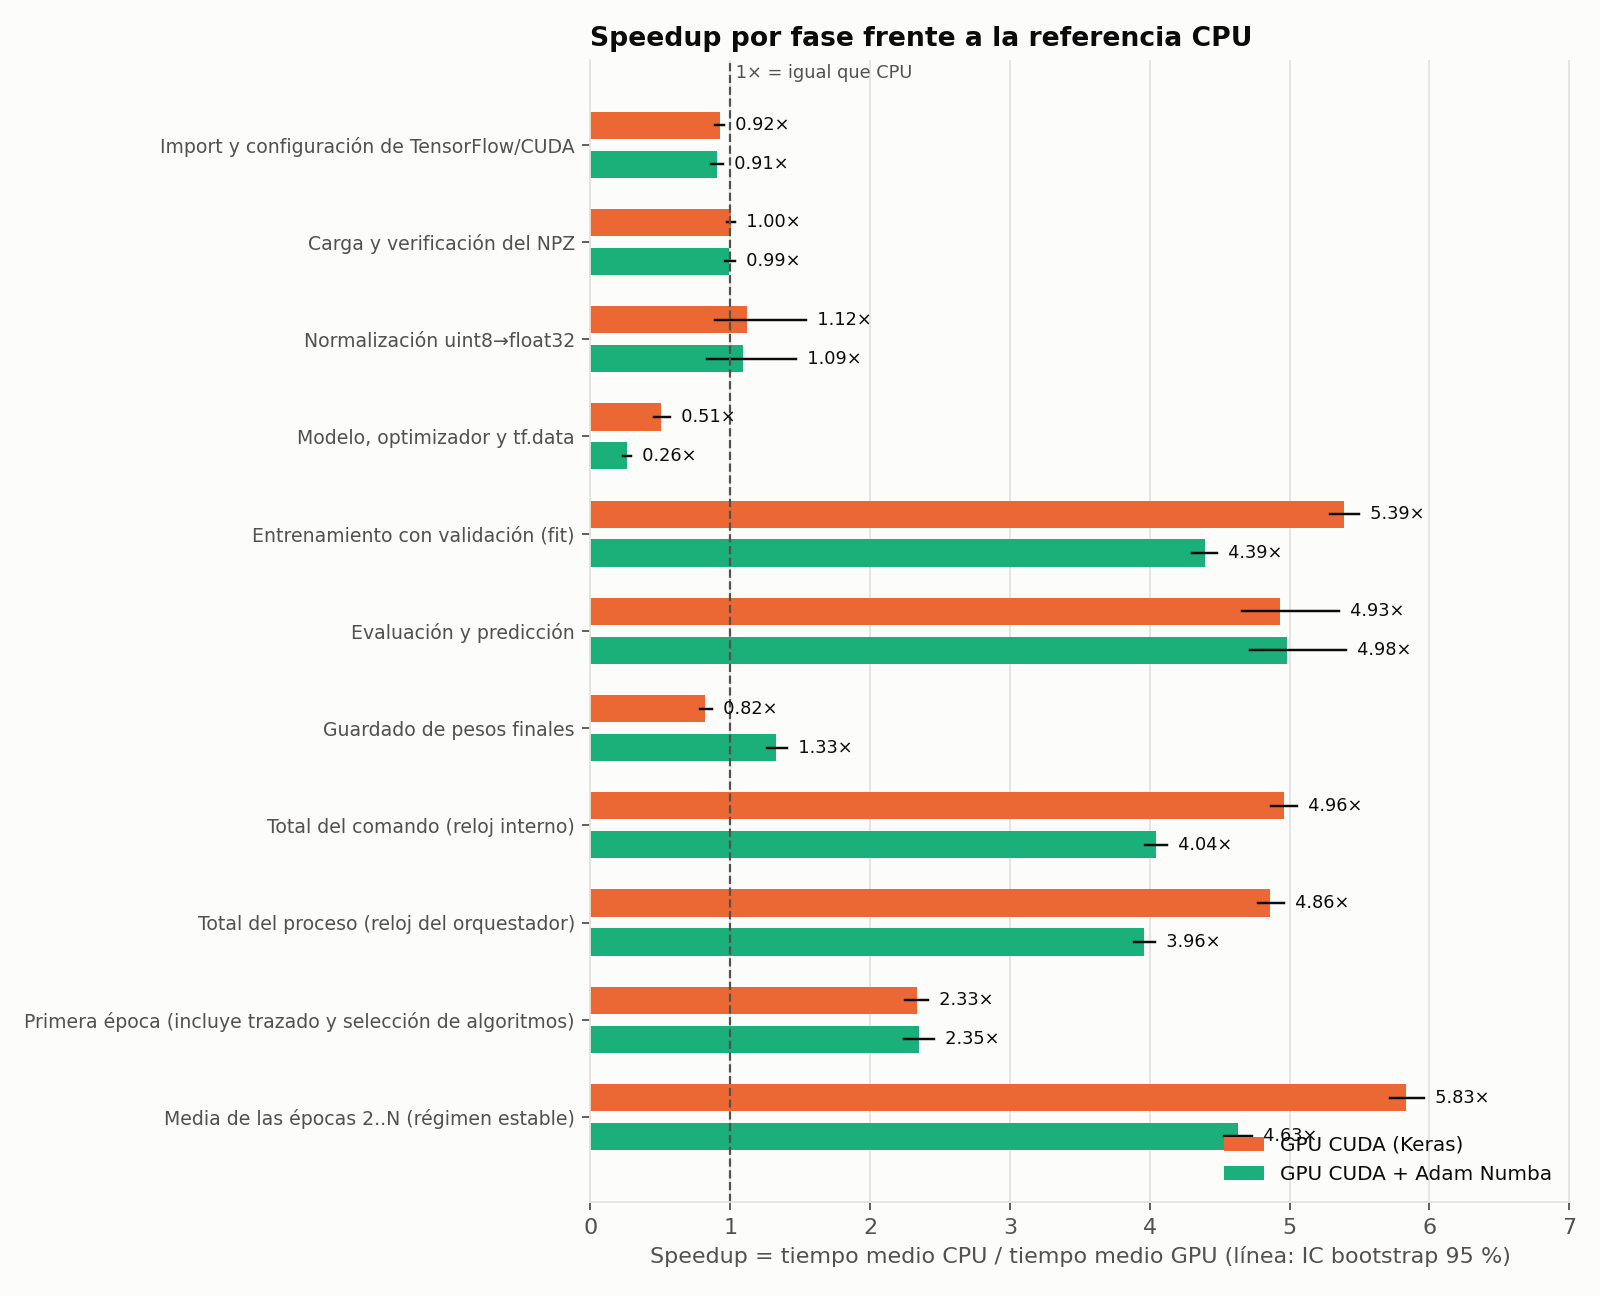 Speedup por fase frente a la referencia CPU
1× = igual que CPU
Import y configuración de TensorFlow/CUDA
0.92×
0.91×
Carga y verificación del NPZ
1.00×
0.99×
Normalización uint8→float32
1.12×
1.09×
Modelo, optimizador y tf.data
0.51×
0.26×
Entrenamiento con validación (fit)
5.39×
4.39×
Evaluación y predicción
4.93×
4.98×
Guardado de pesos finales
0.82×
1.33×
Total del comando (reloj interno)
4.96×
4.04×
Total del proceso (reloj del orquestador)
4.86×
3.96×
Primera época (incluye trazado y selección de algoritmos)
2.33×
2.35×
Media de las épocas 2..N (régimen estable)
5.83×
4.63×
GPU CUDA (Keras)
GPU CUDA + Adam Numba
0 1 2 3 4 5 6 7
Speedup = tiempo medio CPU / tiempo medio GPU (línea: IC bootstrap 95 %)